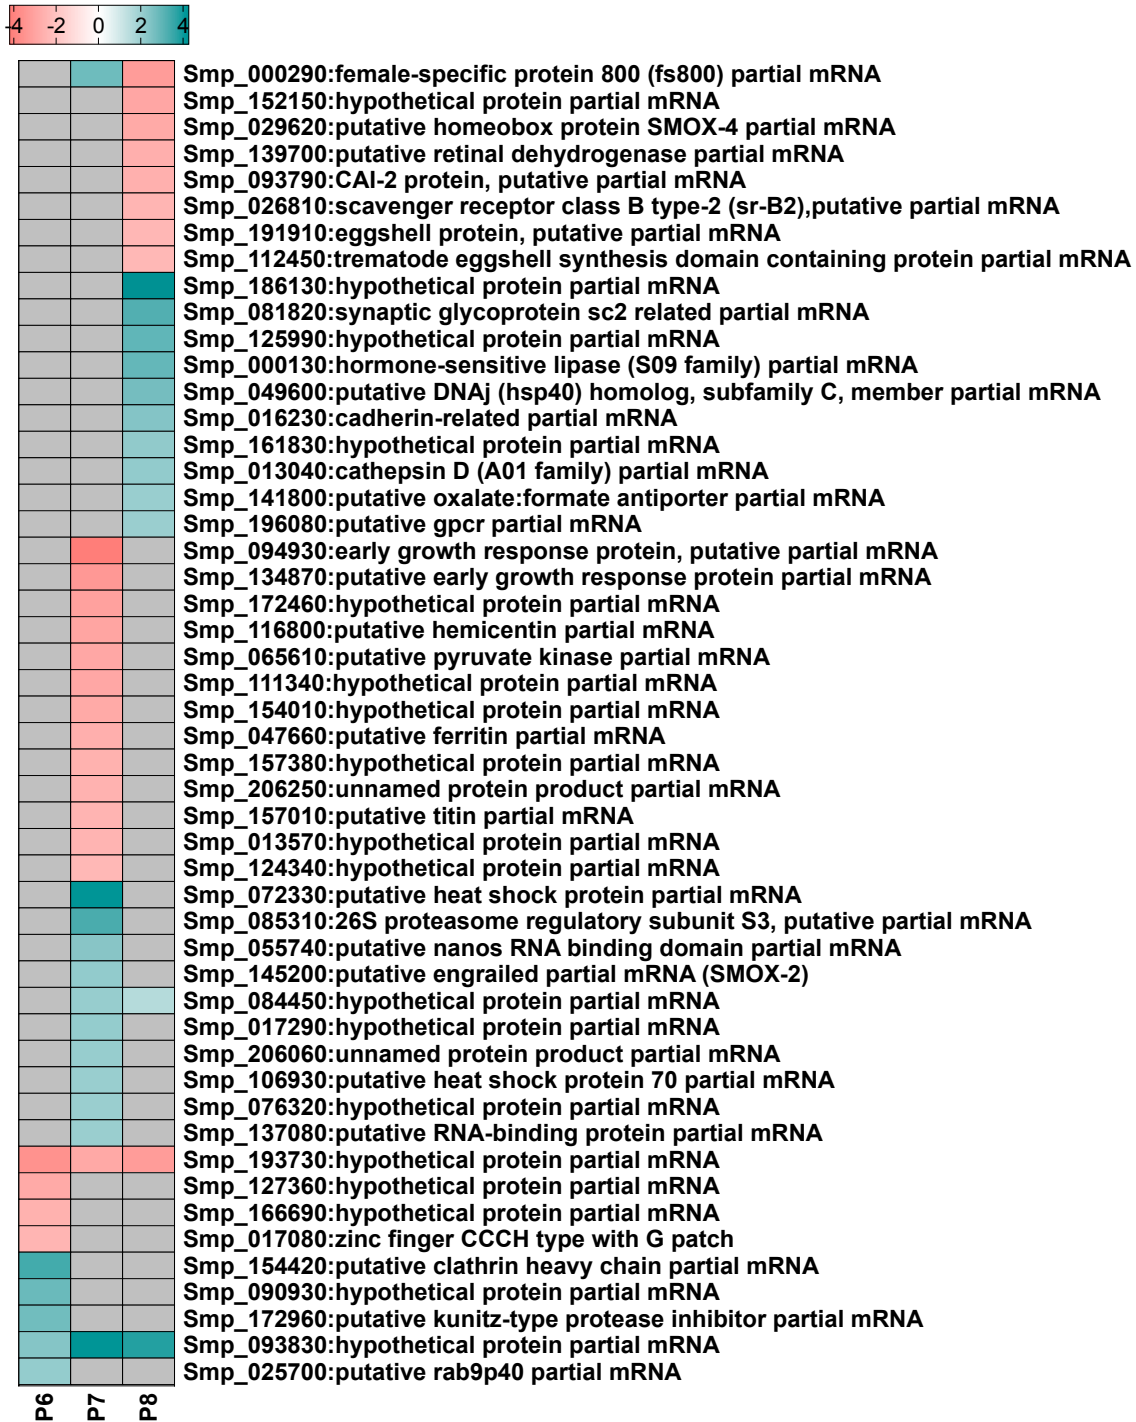 -4 -2 0 2 4
Smp_000290:female-specific protein 800 (fs800) partial mRNA
Smp_152150:hypothetical protein partial mRNA
Smp_029620:putative homeobox protein SMOX-4 partial mRNA
Smp_139700:putative retinal dehydrogenase partial mRNA
Smp_093790:CAI-2 protein, putative partial mRNA
Smp_026810:scavenger receptor class B type-2 (sr-B2),putative partial mRNA
Smp_191910:eggshell protein, putative partial mRNA
Smp_112450:trematode eggshell synthesis domain containing protein partial mRNA
Smp_186130:hypothetical protein partial mRNA
Smp_081820:synaptic glycoprotein sc2 related partial mRNA
Smp_125990:hypothetical protein partial mRNA
Smp_000130:hormone-sensitive lipase (S09 family) partial mRNA
Smp_049600:putative DNAj (hsp40) homolog, subfamily C, member partial mRNA
Smp_016230:cadherin-related partial mRNA
Smp_161830:hypothetical protein partial mRNA
Smp_013040:cathepsin D (A01 family) partial mRNA
Smp_141800:putative oxalate:formate antiporter partial mRNA
Smp_196080:putative gpcr partial mRNA
Smp_094930:early growth response protein, putative partial mRNA
Smp_134870:putative early growth response protein partial mRNA
Smp_172460:hypothetical protein partial mRNA
Smp_116800:putative hemicentin partial mRNA
Smp_065610:putative pyruvate kinase partial mRNA
Smp_111340:hypothetical protein partial mRNA
Smp_154010:hypothetical protein partial mRNA
Smp_047660:putative ferritin partial mRNA
Smp_157380:hypothetical protein partial mRNA
Smp_206250:unnamed protein product partial mRNA
Smp_157010:putative titin partial mRNA
Smp_013570:hypothetical protein partial mRNA
Smp_124340:hypothetical protein partial mRNA
Smp_072330:putative heat shock protein partial mRNA
Smp_085310:26S proteasome regulatory subunit S3, putative partial mRNA
Smp_055740:putative nanos RNA binding domain partial mRNA
Smp_145200:putative engrailed partial mRNA (SMOX-2)
Smp_084450:hypothetical protein partial mRNA
Smp_017290:hypothetical protein partial mRNA
Smp_206060:unnamed protein product partial mRNA
Smp_106930:putative heat shock protein 70 partial mRNA
Smp_076320:hypothetical protein partial mRNA
Smp_137080:putative RNA-binding protein partial mRNA
Smp_193730:hypothetical protein partial mRNA
Smp_127360:hypothetical protein partial mRNA
Smp_166690:hypothetical protein partial mRNA
Smp_017080:zinc finger CCCH type with G patch
Smp_154420:putative clathrin heavy chain partial mRNA
Smp_090930:hypothetical protein partial mRNA
Smp_172960:putative kunitz-type protease inhibitor partial mRNA
Smp_093830:hypothetical protein partial mRNA
Smp_025700:putative rab9p40 partial mRNA
P6 P7 P8